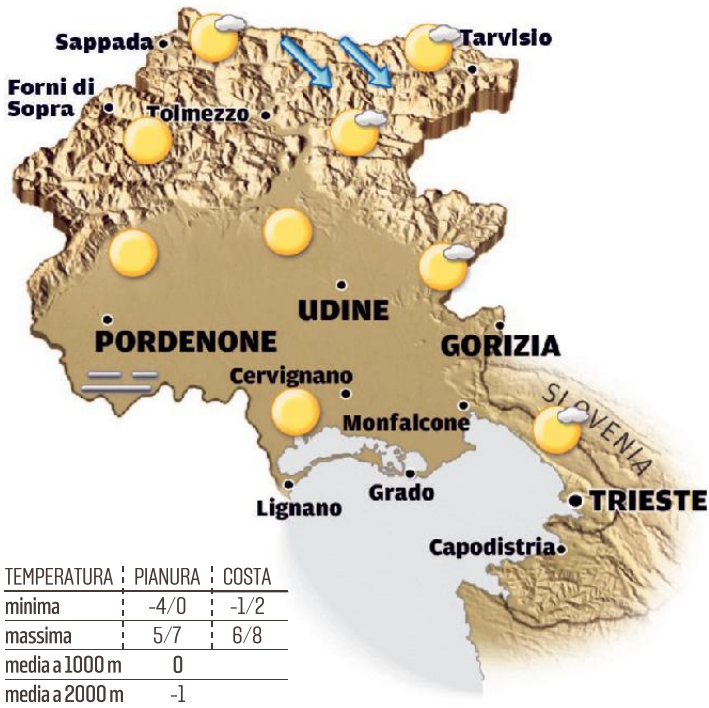 Sappada
Tarvisio
Forni di
Sopra
Tolmezzo
UDINE
PORDENONE
GORIZIA
Cervignano
SLOVENIA
Monfalcone
Grado
Lignano
TRIESTE
Capodistria
TEMPERATURA PIANURA COSTA
minima -4/0 -1/2
massima 5/7 6/8
media a 1000 m 0
media a 2000 m -1